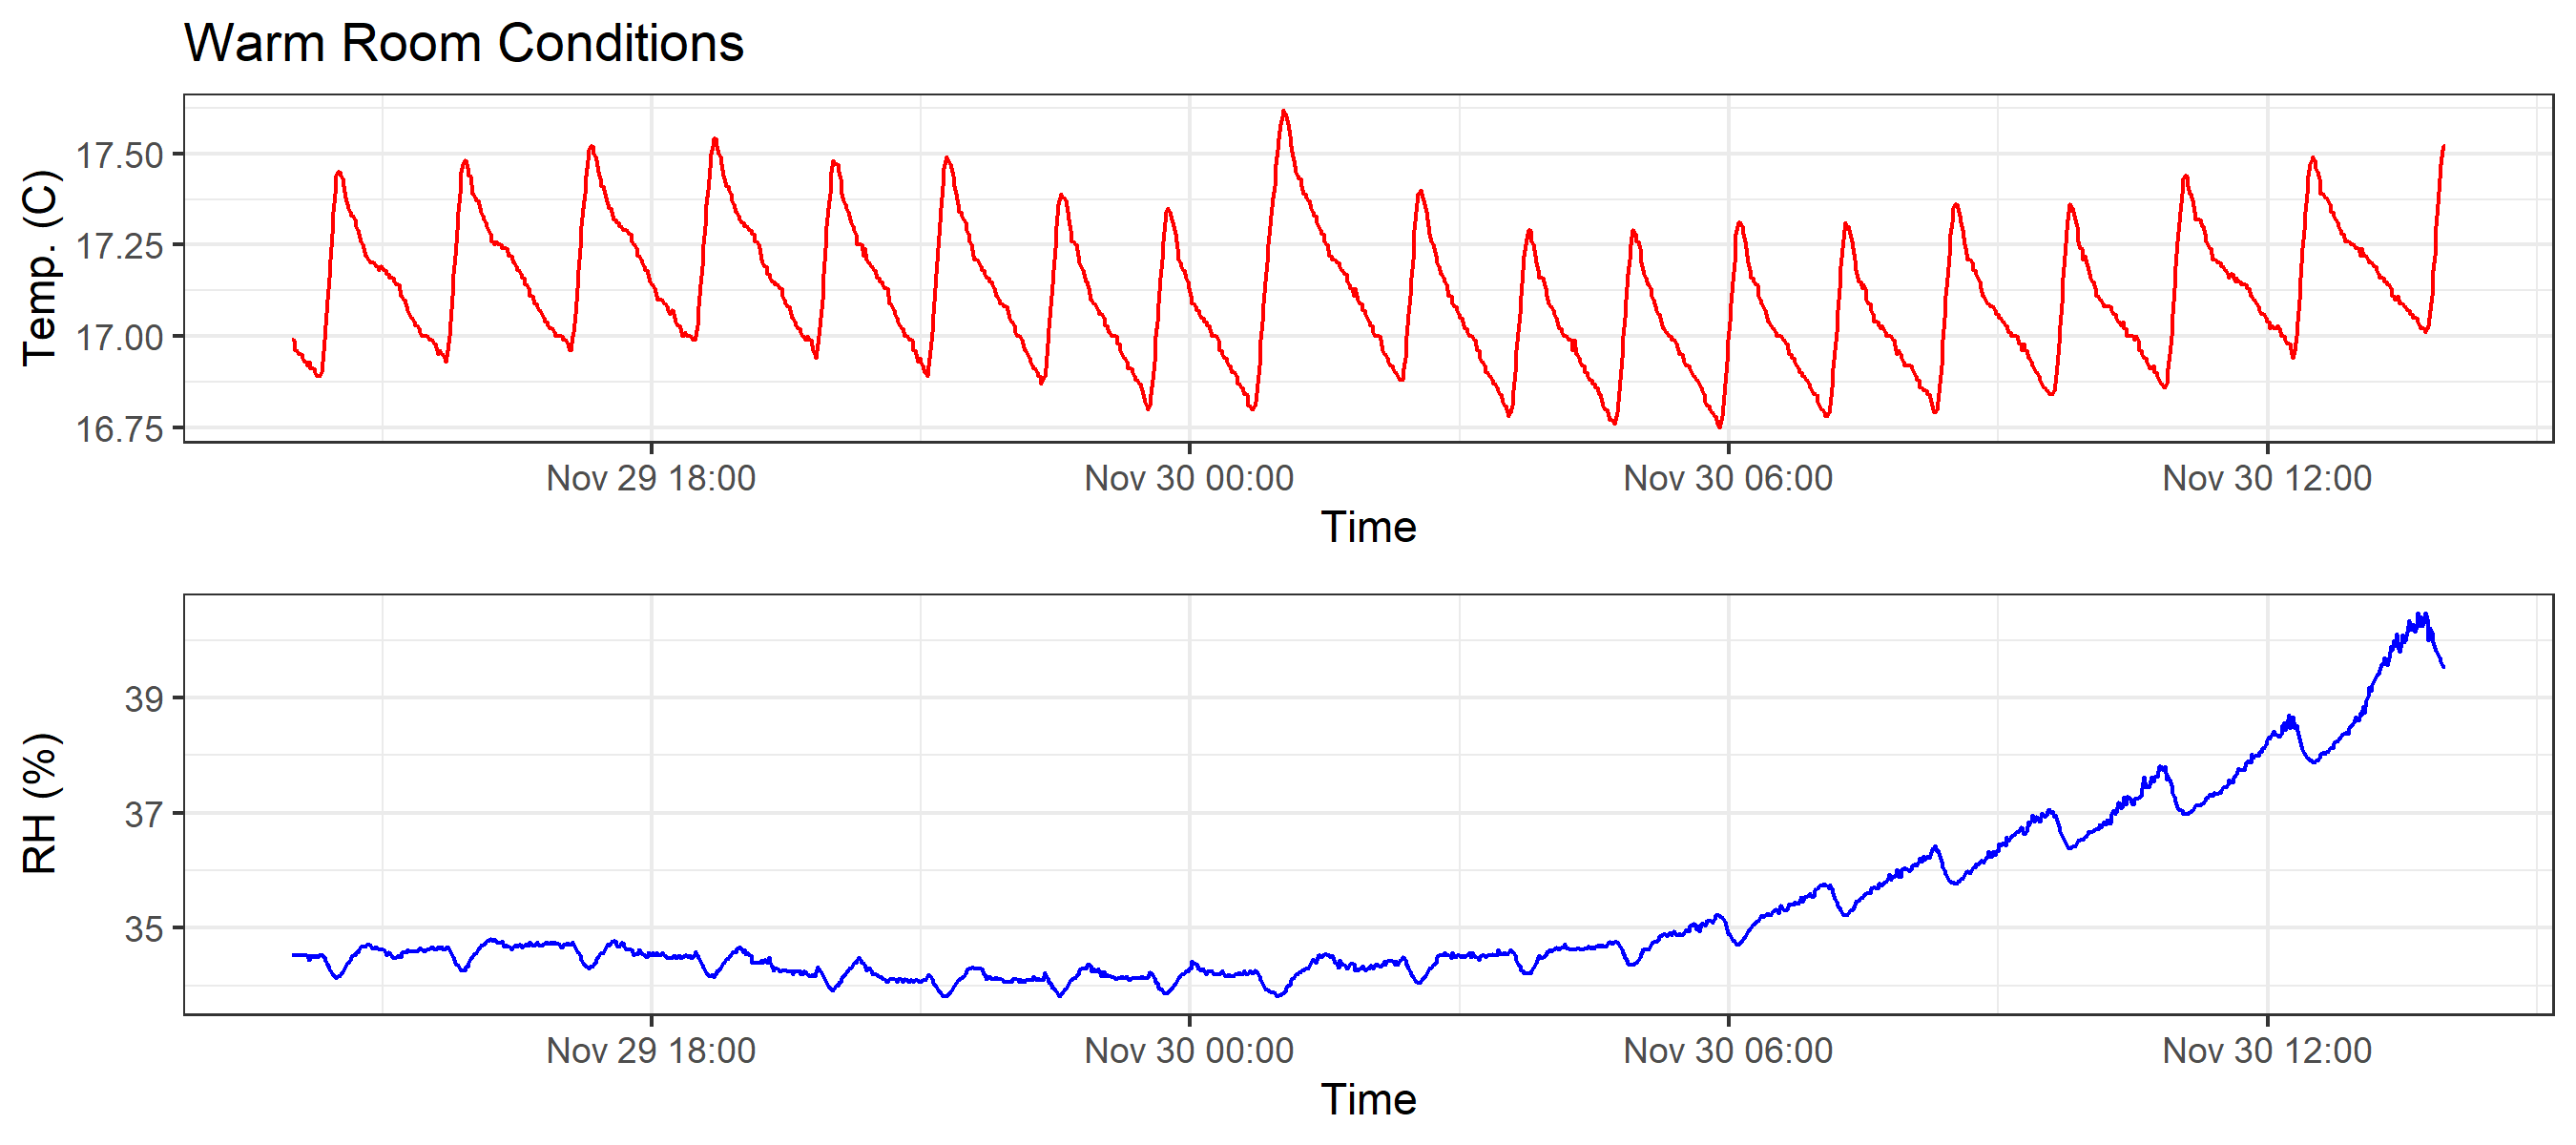 Warm Room Conditions
Temp. (C)
17.50
17.25
17.00
16.75
Nov 29 18:00 Nov 30 00:00 Nov 30 06:00 Nov 30 12:00
Time
RH (%)
39
37
35
Nov 29 18:00 Nov 30 00:00 Nov 30 06:00 Nov 30 12:00
Time